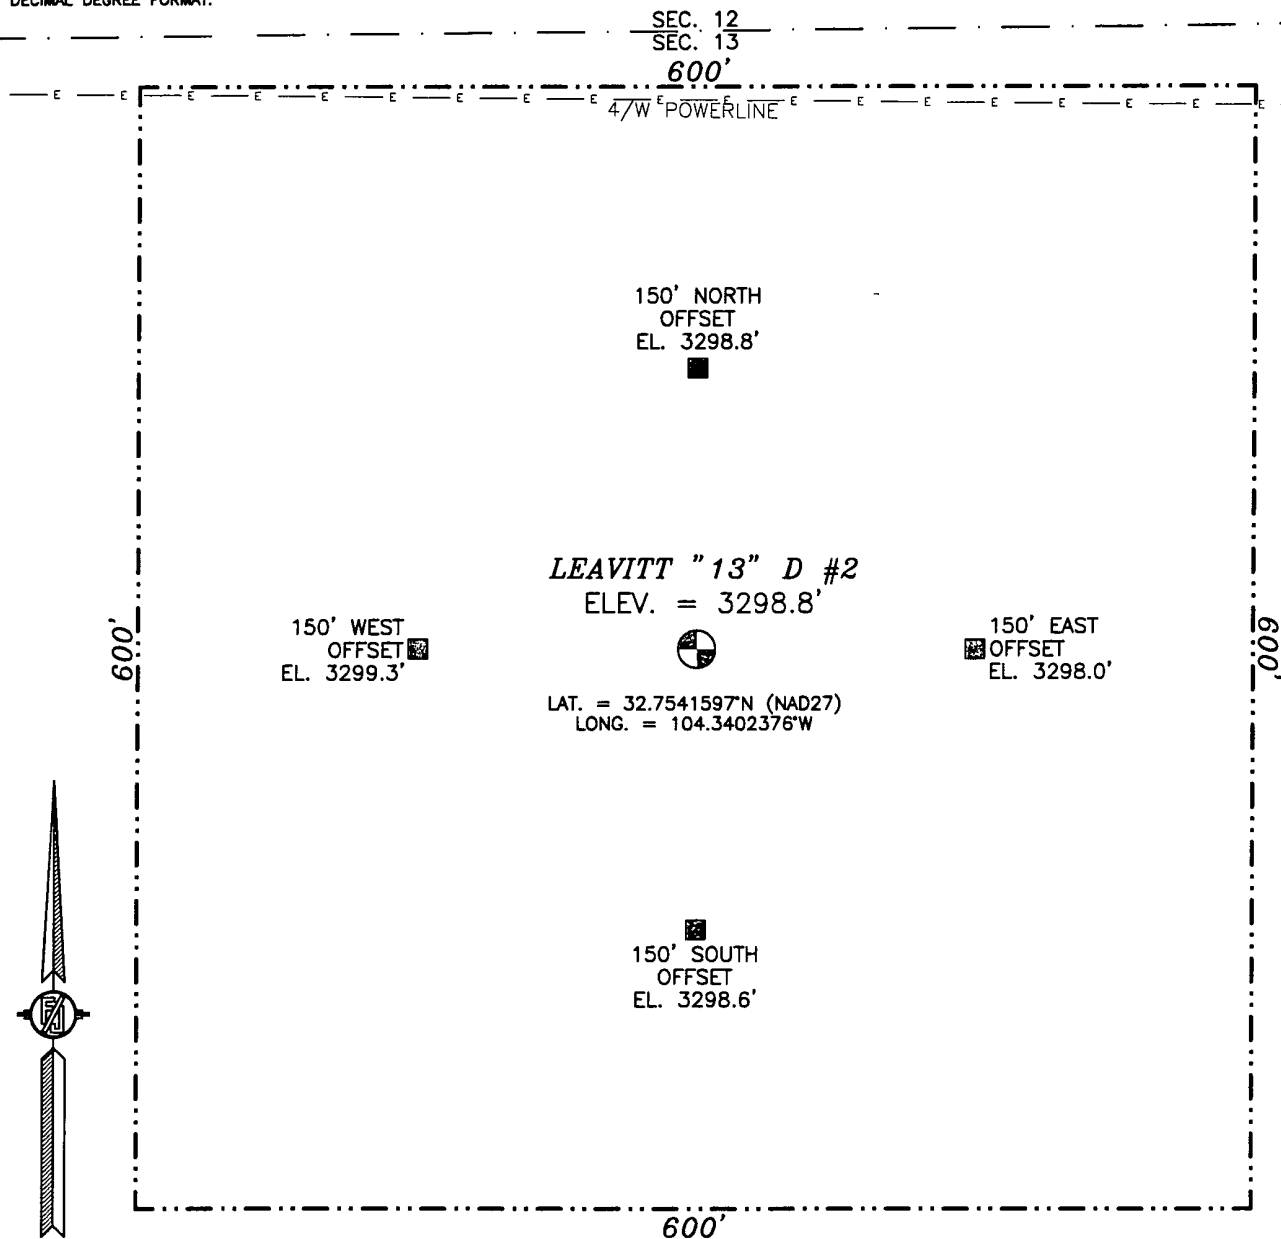 DECIMAL DEGREE FORMAT.
SEC. 12
SEC. 13
600'
E E E E E E E E E E E E E E E E E E E
4/W POWERLINE
150' NORTH
OFFSET
EL. 3298.8'
LEAVITT "13" D #2
ELEV. = 3298.8'
150' WEST
OFFSET
EL. 3299.3'
150' EAST
OFFSET
EL. 3298.0'
600'
600'
LAT. = 32.7541597°N (NAD27)
LONG. = 104.3402376°W
150' SOUTH
OFFSET
EL. 3298.6'
600'